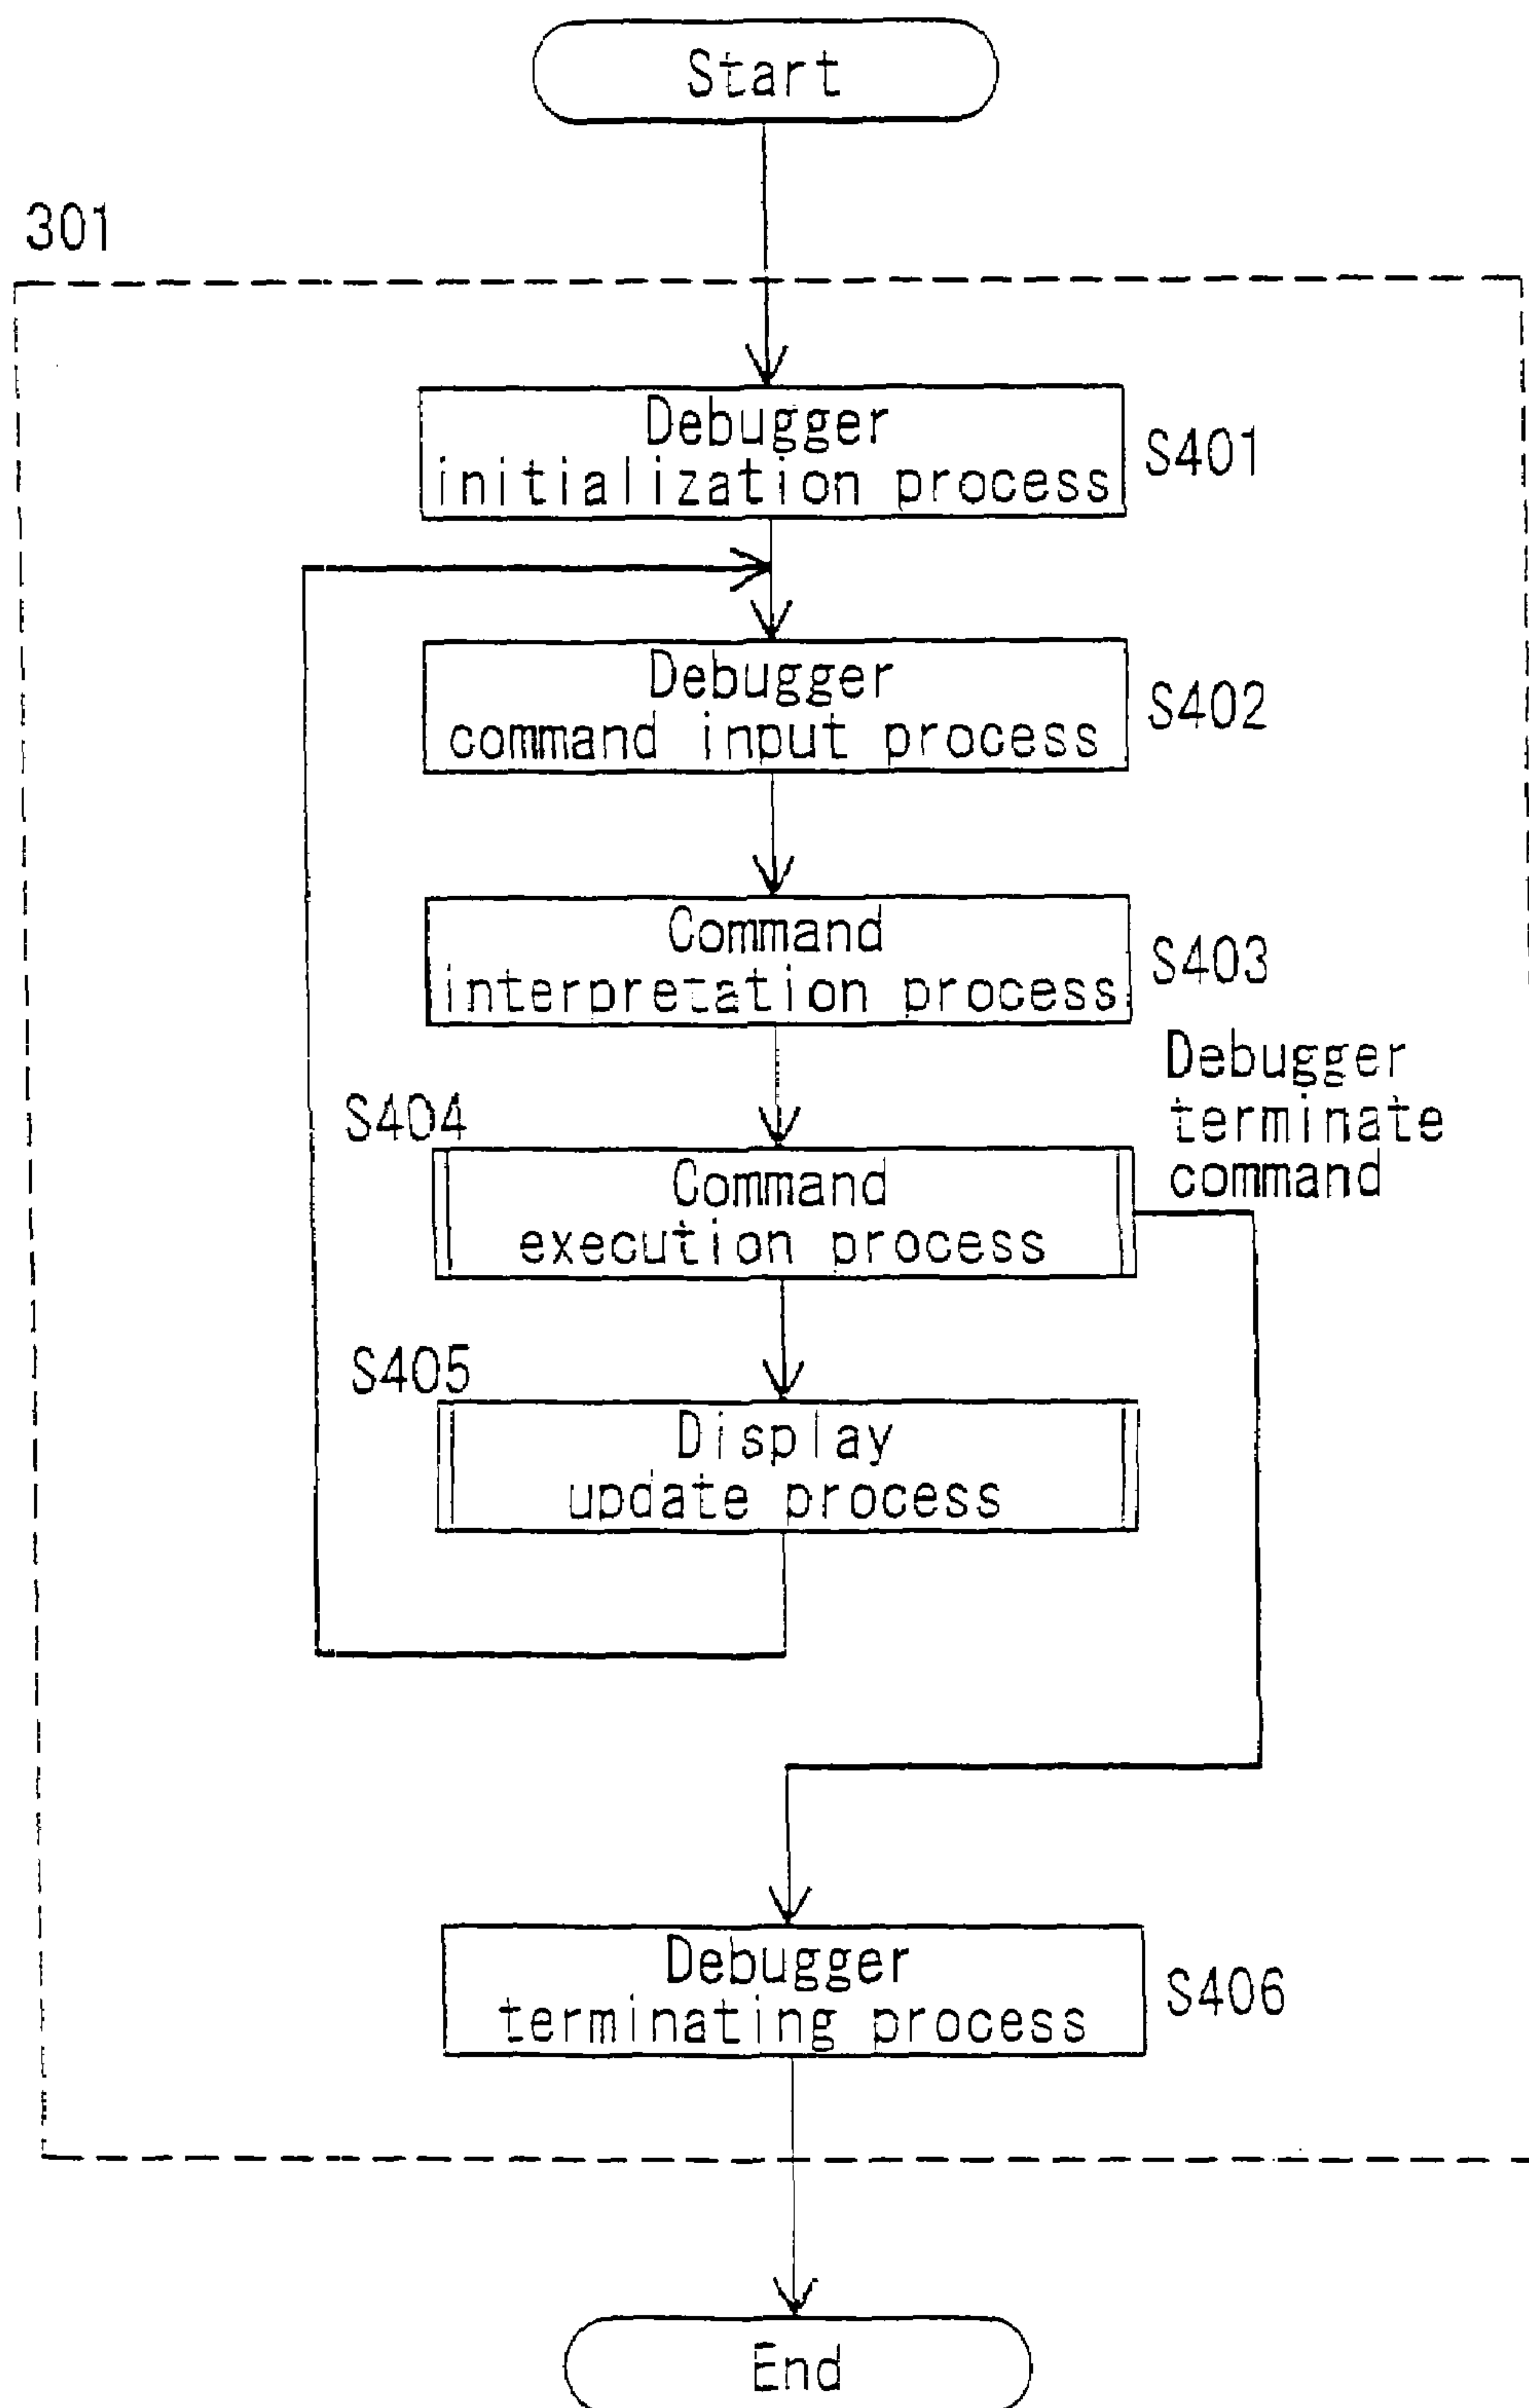 Start
301
Debugger
initialization process
S401
Debugger
command input process
S402
Command
interpretation process
S403
Debugger
terminate
command
S404
Command
execution process
S405
Display
update process
Debugger
terminating process
S406
End